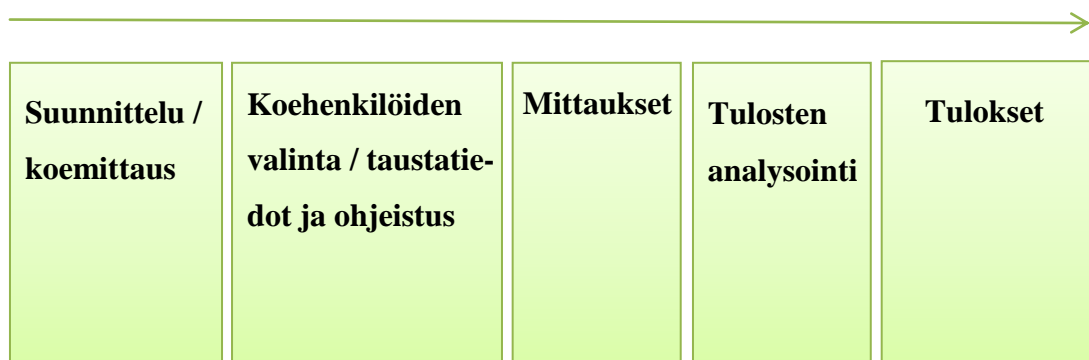 Suunnittelu /
koemittaus
Koehenkilöiden
valinta / taustatie-
dot ja ohjeistus
Mittaukset
Tulosten
analysointi
Tulokset